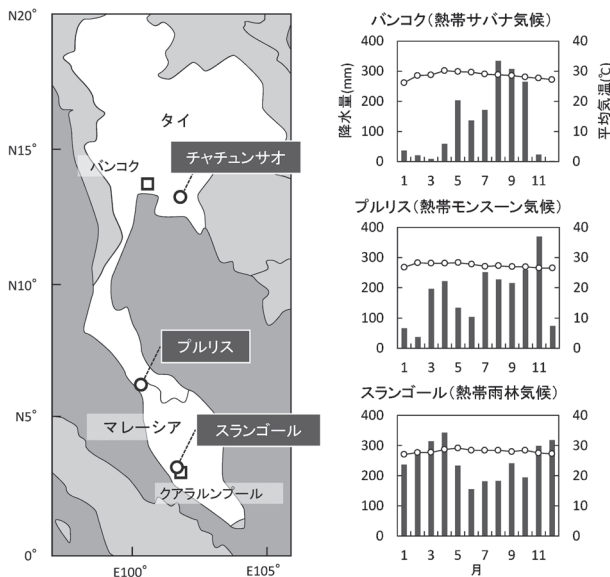 N20°
N15°
N10°
N5°
0°
E100°
E105°
タイ
バンコク
チャチュンサオ
プルリス
マレーシア
スランゴール
クアラルンプール
バンコク(熱帯サバナ気候)
降水量(mm)
400
300
200
100
0
平均気温(℃)
40
30
20
10
0
1 3 5 7 9 11
プルリス(熱帯モンスーン気候)
400
300
200
100
0
40
30
20
10
0
1 3 5 7 9 11
スランゴール(熱帯雨林気候)
400
300
200
100
0
40
30
20
10
0
1 3 5 7 9 11
月